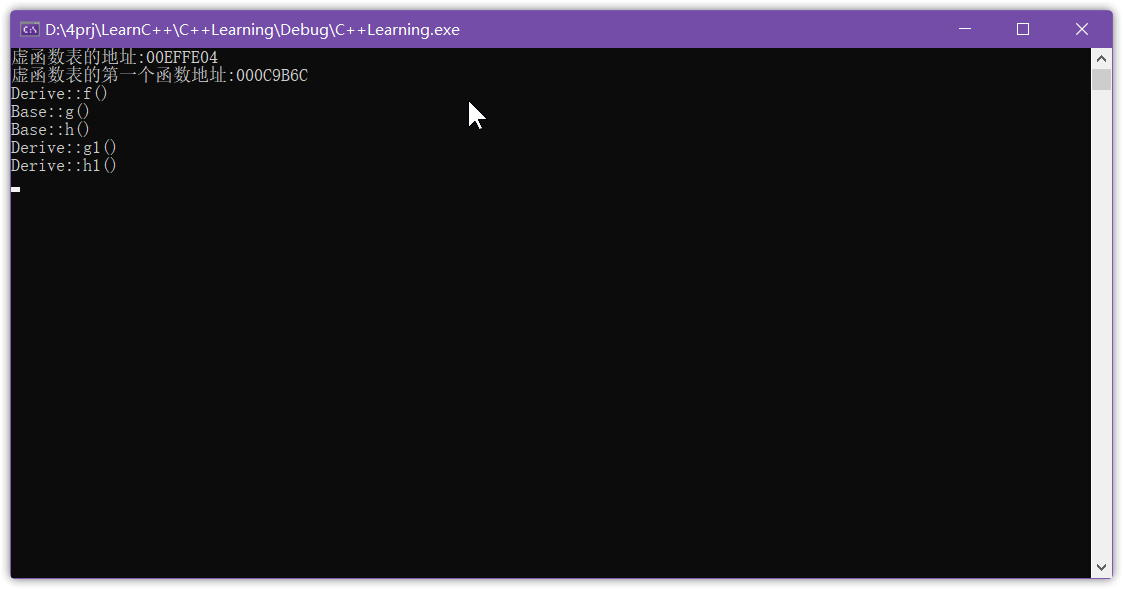 D:\4prj\LearnC++\C++Learning\Debug\C++Learning.exe
虚函数表的地址:00EFFE04
虚函数表的第一个函数地址:000C9B6C
Derive::f()
Base::g()
Base::h()
Derive::g1()
Derive::h1()